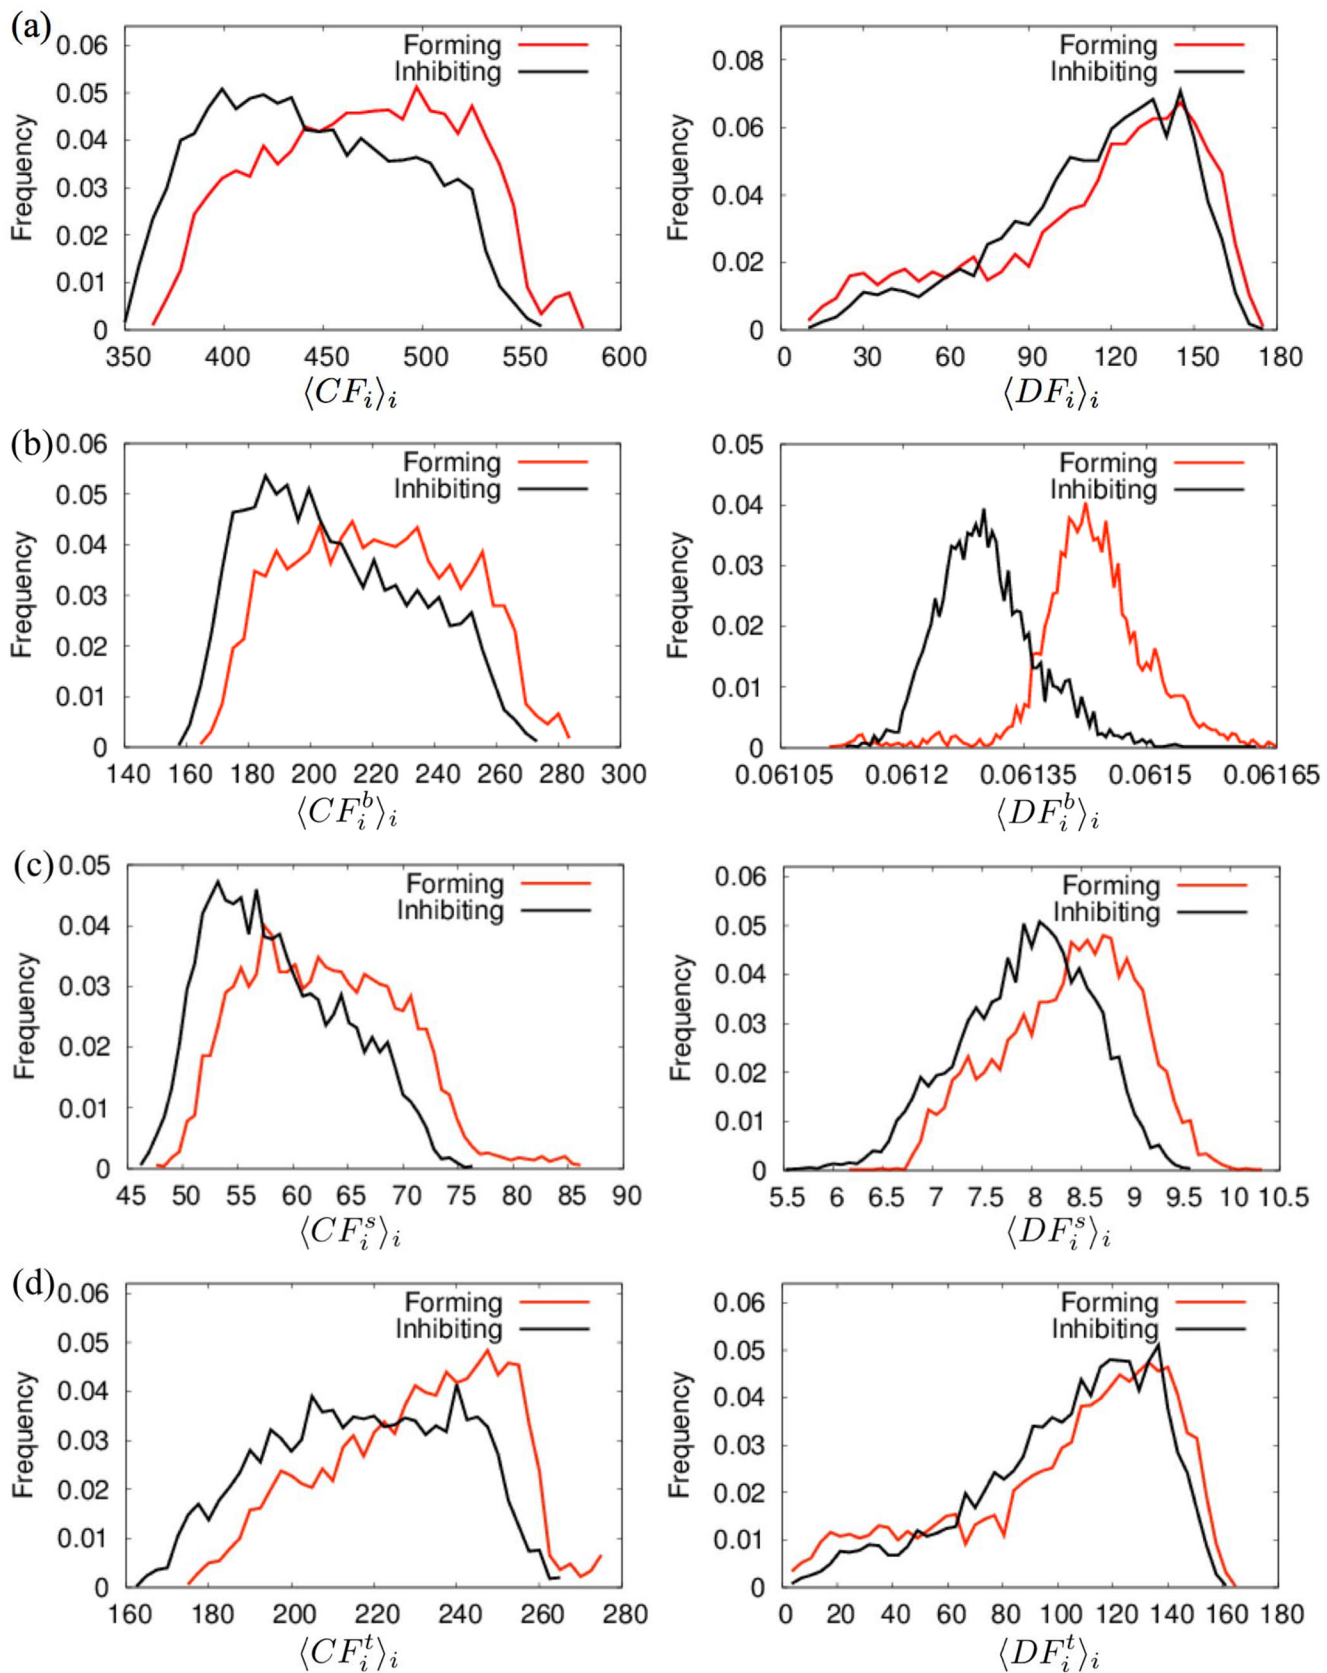 (a)
0.06
0.05
0.04
0.03
0.02
0.01
0
Frequency
Forming
Inhibiting
350 400 450 500 550 600
⟨CF_i⟩_i
0.08
0.06
0.04
0.02
0
Frequency
Forming
Inhibiting
0 30 60 90 120 150 180
⟨DF_i⟩_i
(b)
0.06
0.05
0.04
0.03
0.02
0.01
0
Frequency
Forming
Inhibiting
140 160 180 200 220 240 260 280 300
⟨CF_i^b⟩_i
0.05
0.04
0.03
0.02
0.01
0
Frequency
Forming
Inhibiting
0.06105 0.0612 0.06135 0.0615 0.06165
⟨DF_i^b⟩_i
(c)
0.05
0.04
0.03
0.02
0.01
0
Frequency
Forming
Inhibiting
45 50 55 60 65 70 75 80 85 90
⟨CF_i^s⟩_i
0.06
0.05
0.04
0.03
0.02
0.01
0
Frequency
Forming
Inhibiting
5.5 6 6.5 7 7.5 8 8.5 9 9.5 10 10.5
⟨DF_i^s⟩_i
(d)
0.06
0.05
0.04
0.03
0.02
0.01
0
Frequency
Forming
Inhibiting
160 180 200 220 240 260 280
⟨CF_i^t⟩_i
0.06
0.05
0.04
0.03
0.02
0.01
0
Frequency
Forming
Inhibiting
0 20 40 60 80 100 120 140 160 180
⟨DF_i^t⟩_i